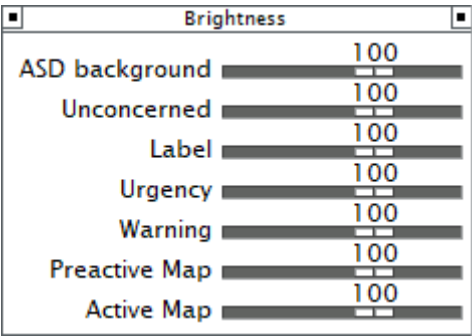 Brightness
100
ASD background
100
Unconcerned
100
Label
100
Urgency
100
Warning
100
Preactive Map
100
Active Map